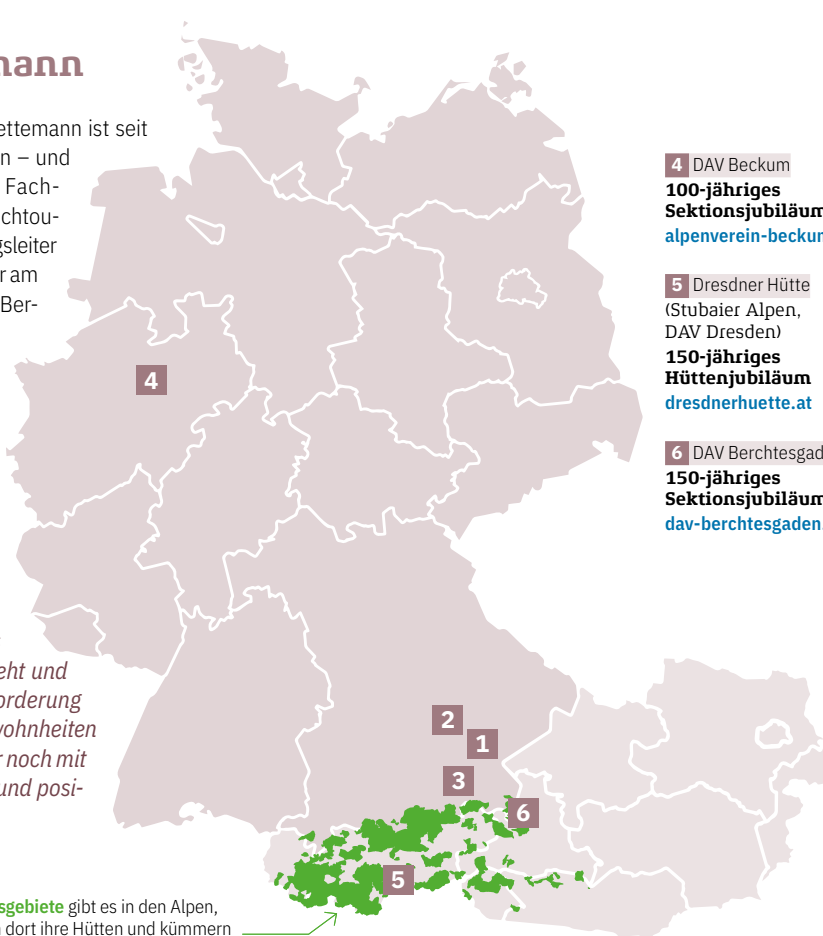 mann
ettemann ist seit
n – und
Fach-
chtou-
gsleiter
r am
Ber-
4 DAV Beckum
100-jähriges
Sektionsjubiläum
alpenverein-beckum
5 Dresdner Hütte
(Stubaier Alpen,
DAV Dresden)
150-jähriges
Hüttenjubiläum
dresdnerhuette.at
6 DAV Berchtesgad
150-jähriges
Sektionsjubiläum
dav-berchtesgaden
4
eht und
orderung
wohnheiten
r noch mit
und posi-
2
1
3
6
5
sgebiete gibt es in den Alpen,
n dort ihre Hütten und kümmern